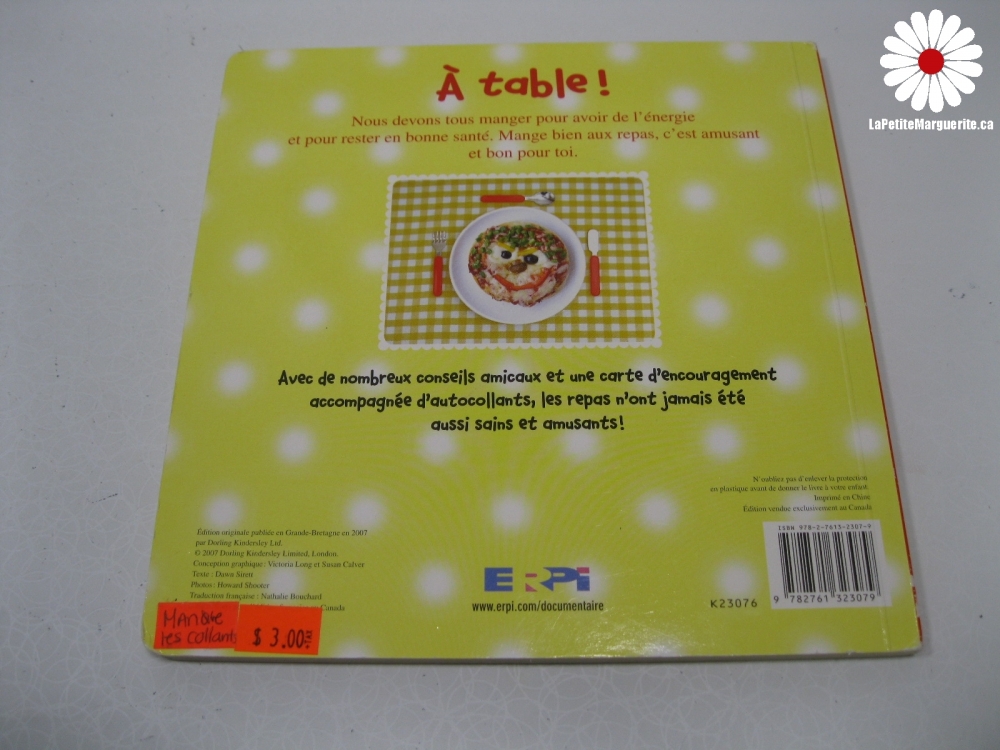 LaPetiteMarguerite.ca
À table !
Nous devons tous manger pour avoir de l'énergie
et pour rester en bonne santé. Mange bien aux repas, c'est amusant
et bon pour toi.
Avec de nombreux conseils amicaux et une carte d'encouragement
accompagnée d'autocollants, les repas n'ont jamais été
aussi sains et amusants!
N'oubliez pas d'enlever la protection
en plastique avant de donner le livre à votre enfant.
Imprimé en Chine
Édition vendue exclusivement au Canada
Édition originale publiée en Grande-Bretagne en 2007
par Dorling Kindersley Ltd.
© 2007 Dorling Kindersley Limited, London.
Conception graphique : Victoria Long et Susan Calver
Texte : Dawn Sirett
Photos : Howard Shooter
Traduction française : Nathalie Bouchard
Canada
Manque
les collants
$ 3.00
ERPI
www.erpi.com/documentaire
K23076
ISBN 978-2-7613-2307-9
9 782761 323079